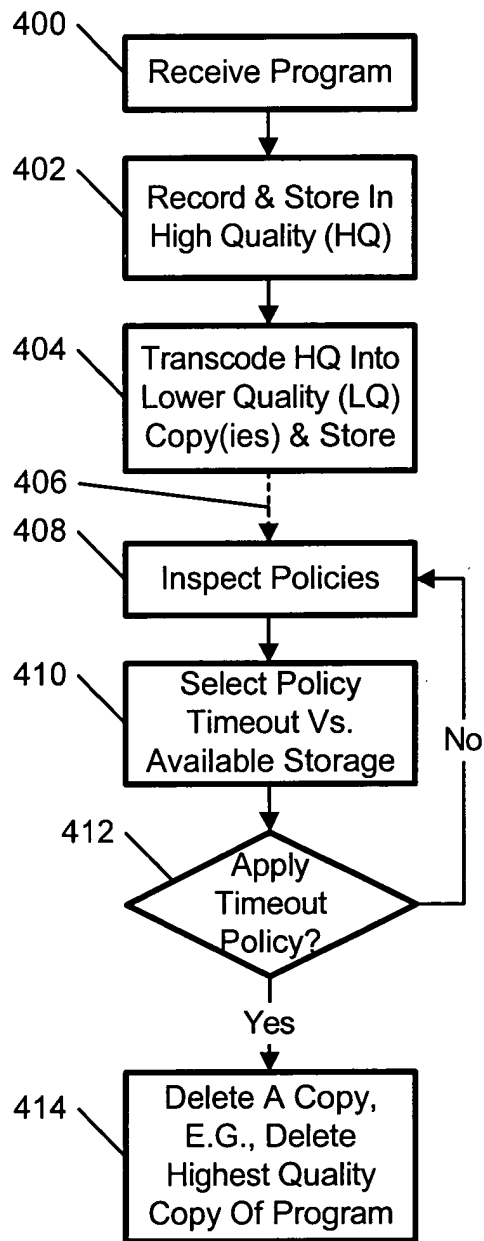 400
Receive Program
402
Record & Store In
High Quality (HQ)
404
Transcode HQ Into
Lower Quality (LQ)
Copy(ies) & Store
406
408
Inspect Policies
410
Select Policy
Timeout Vs.
Available Storage
No
412
Apply
Timeout
Policy?
Yes
414
Delete A Copy,
E.G., Delete
Highest Quality
Copy Of Program